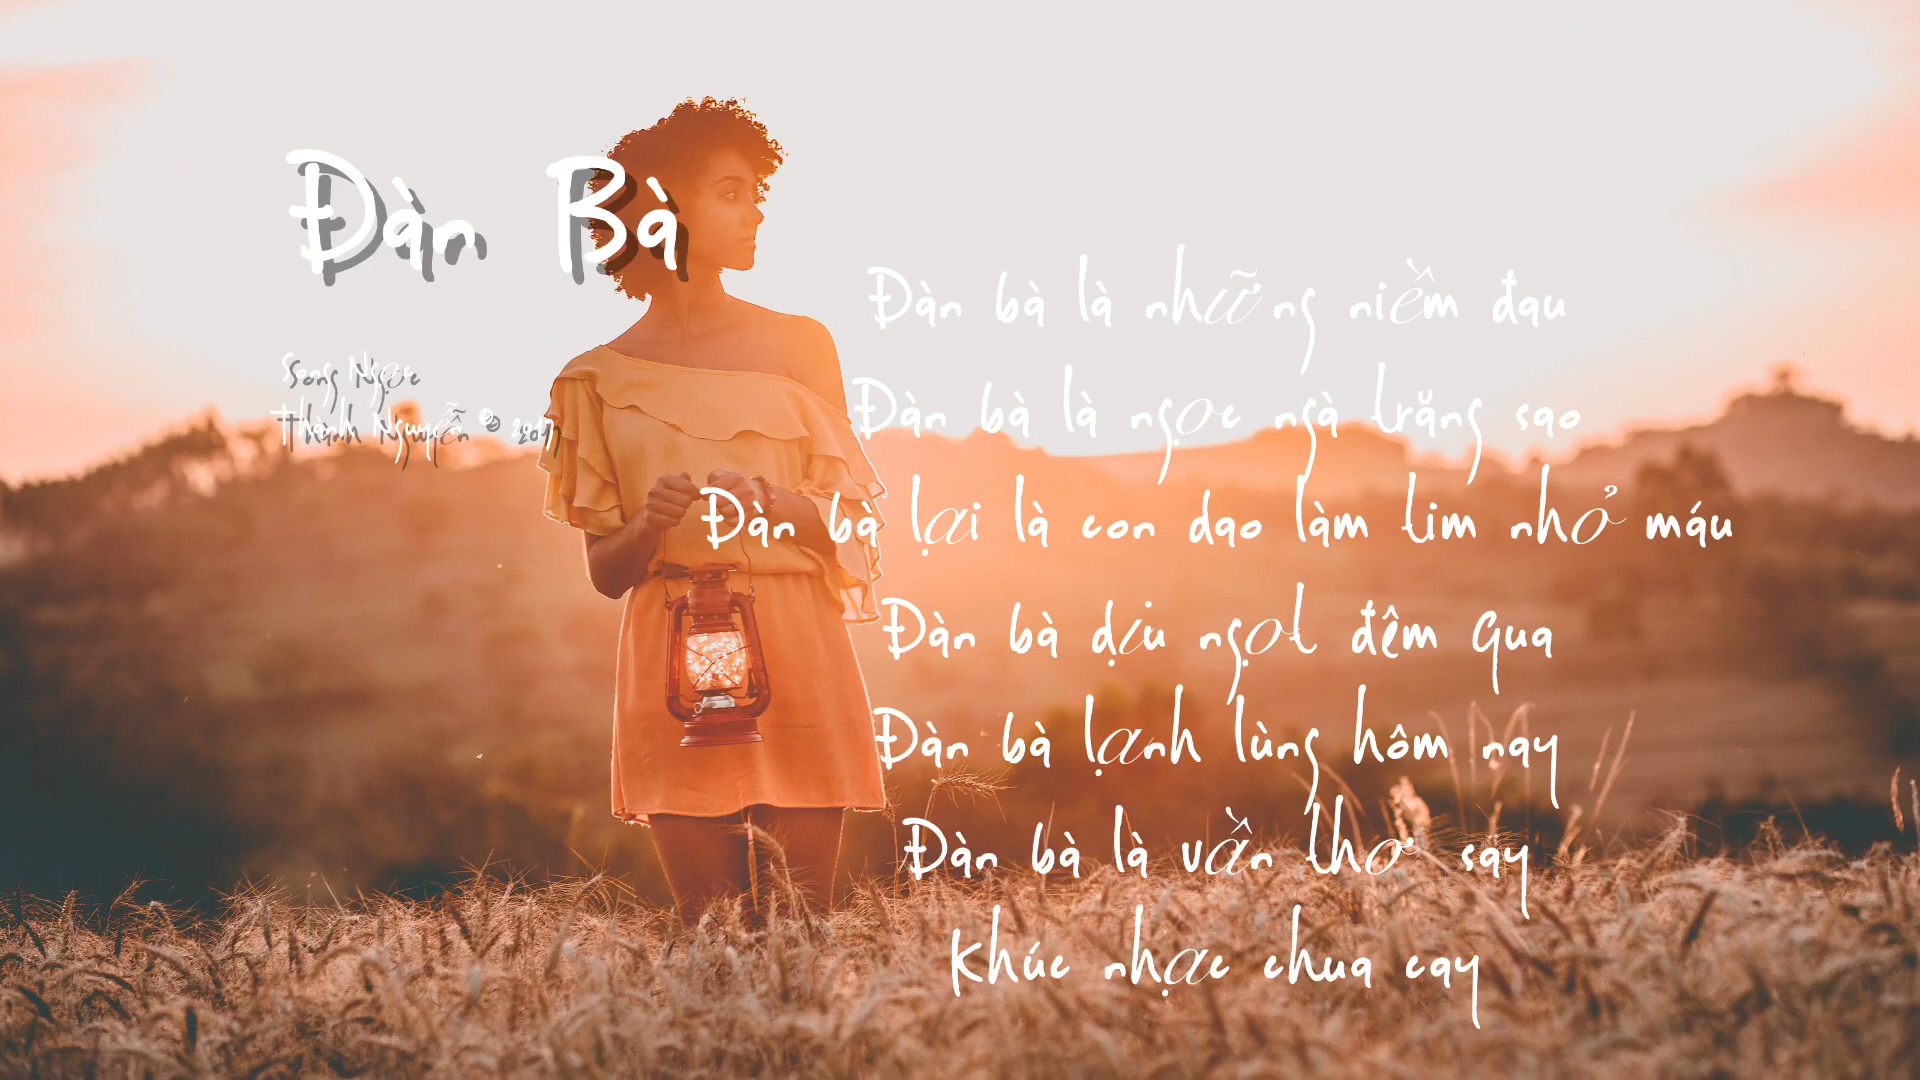 Đàn Bà
Song Ngọc
Thành Nguyễn © 2017
Đàn bà là những niềm đau
Đàn bà là ngọc ngà trăng sao
Đàn bà lại là con dao làm tim nhỏ máu
Đàn bà dịu ngọt đêm qua
Đàn bà lạnh lùng hôm nay
Đàn bà là vần thơ say
Khúc nhạc chua cay